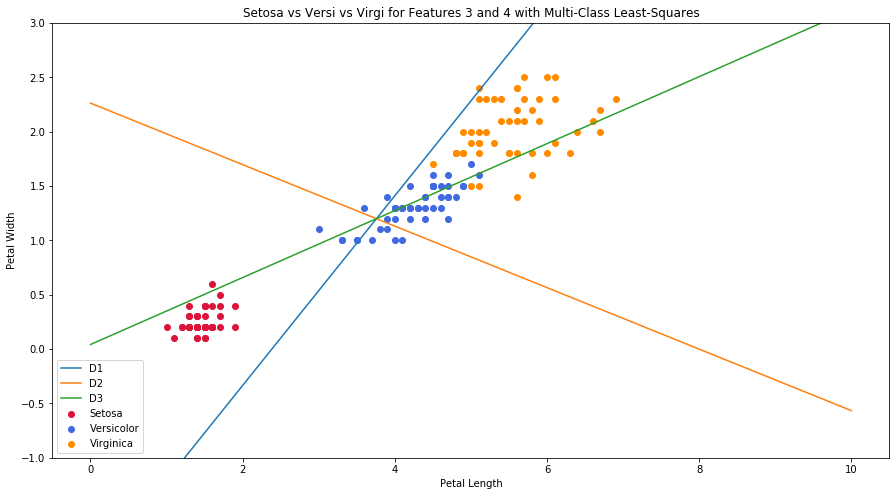 Setosa vs Versi vs Virgi for Features 3 and 4 with Multi-Class Least-Squares
3.0
2.5
2.0
1.5
1.0
0.5
0.0
−0.5
−1.0
Petal Width
D1
D2
D3
Setosa
Versicolor
Virginica
0
2
4
6
8
10
Petal Length